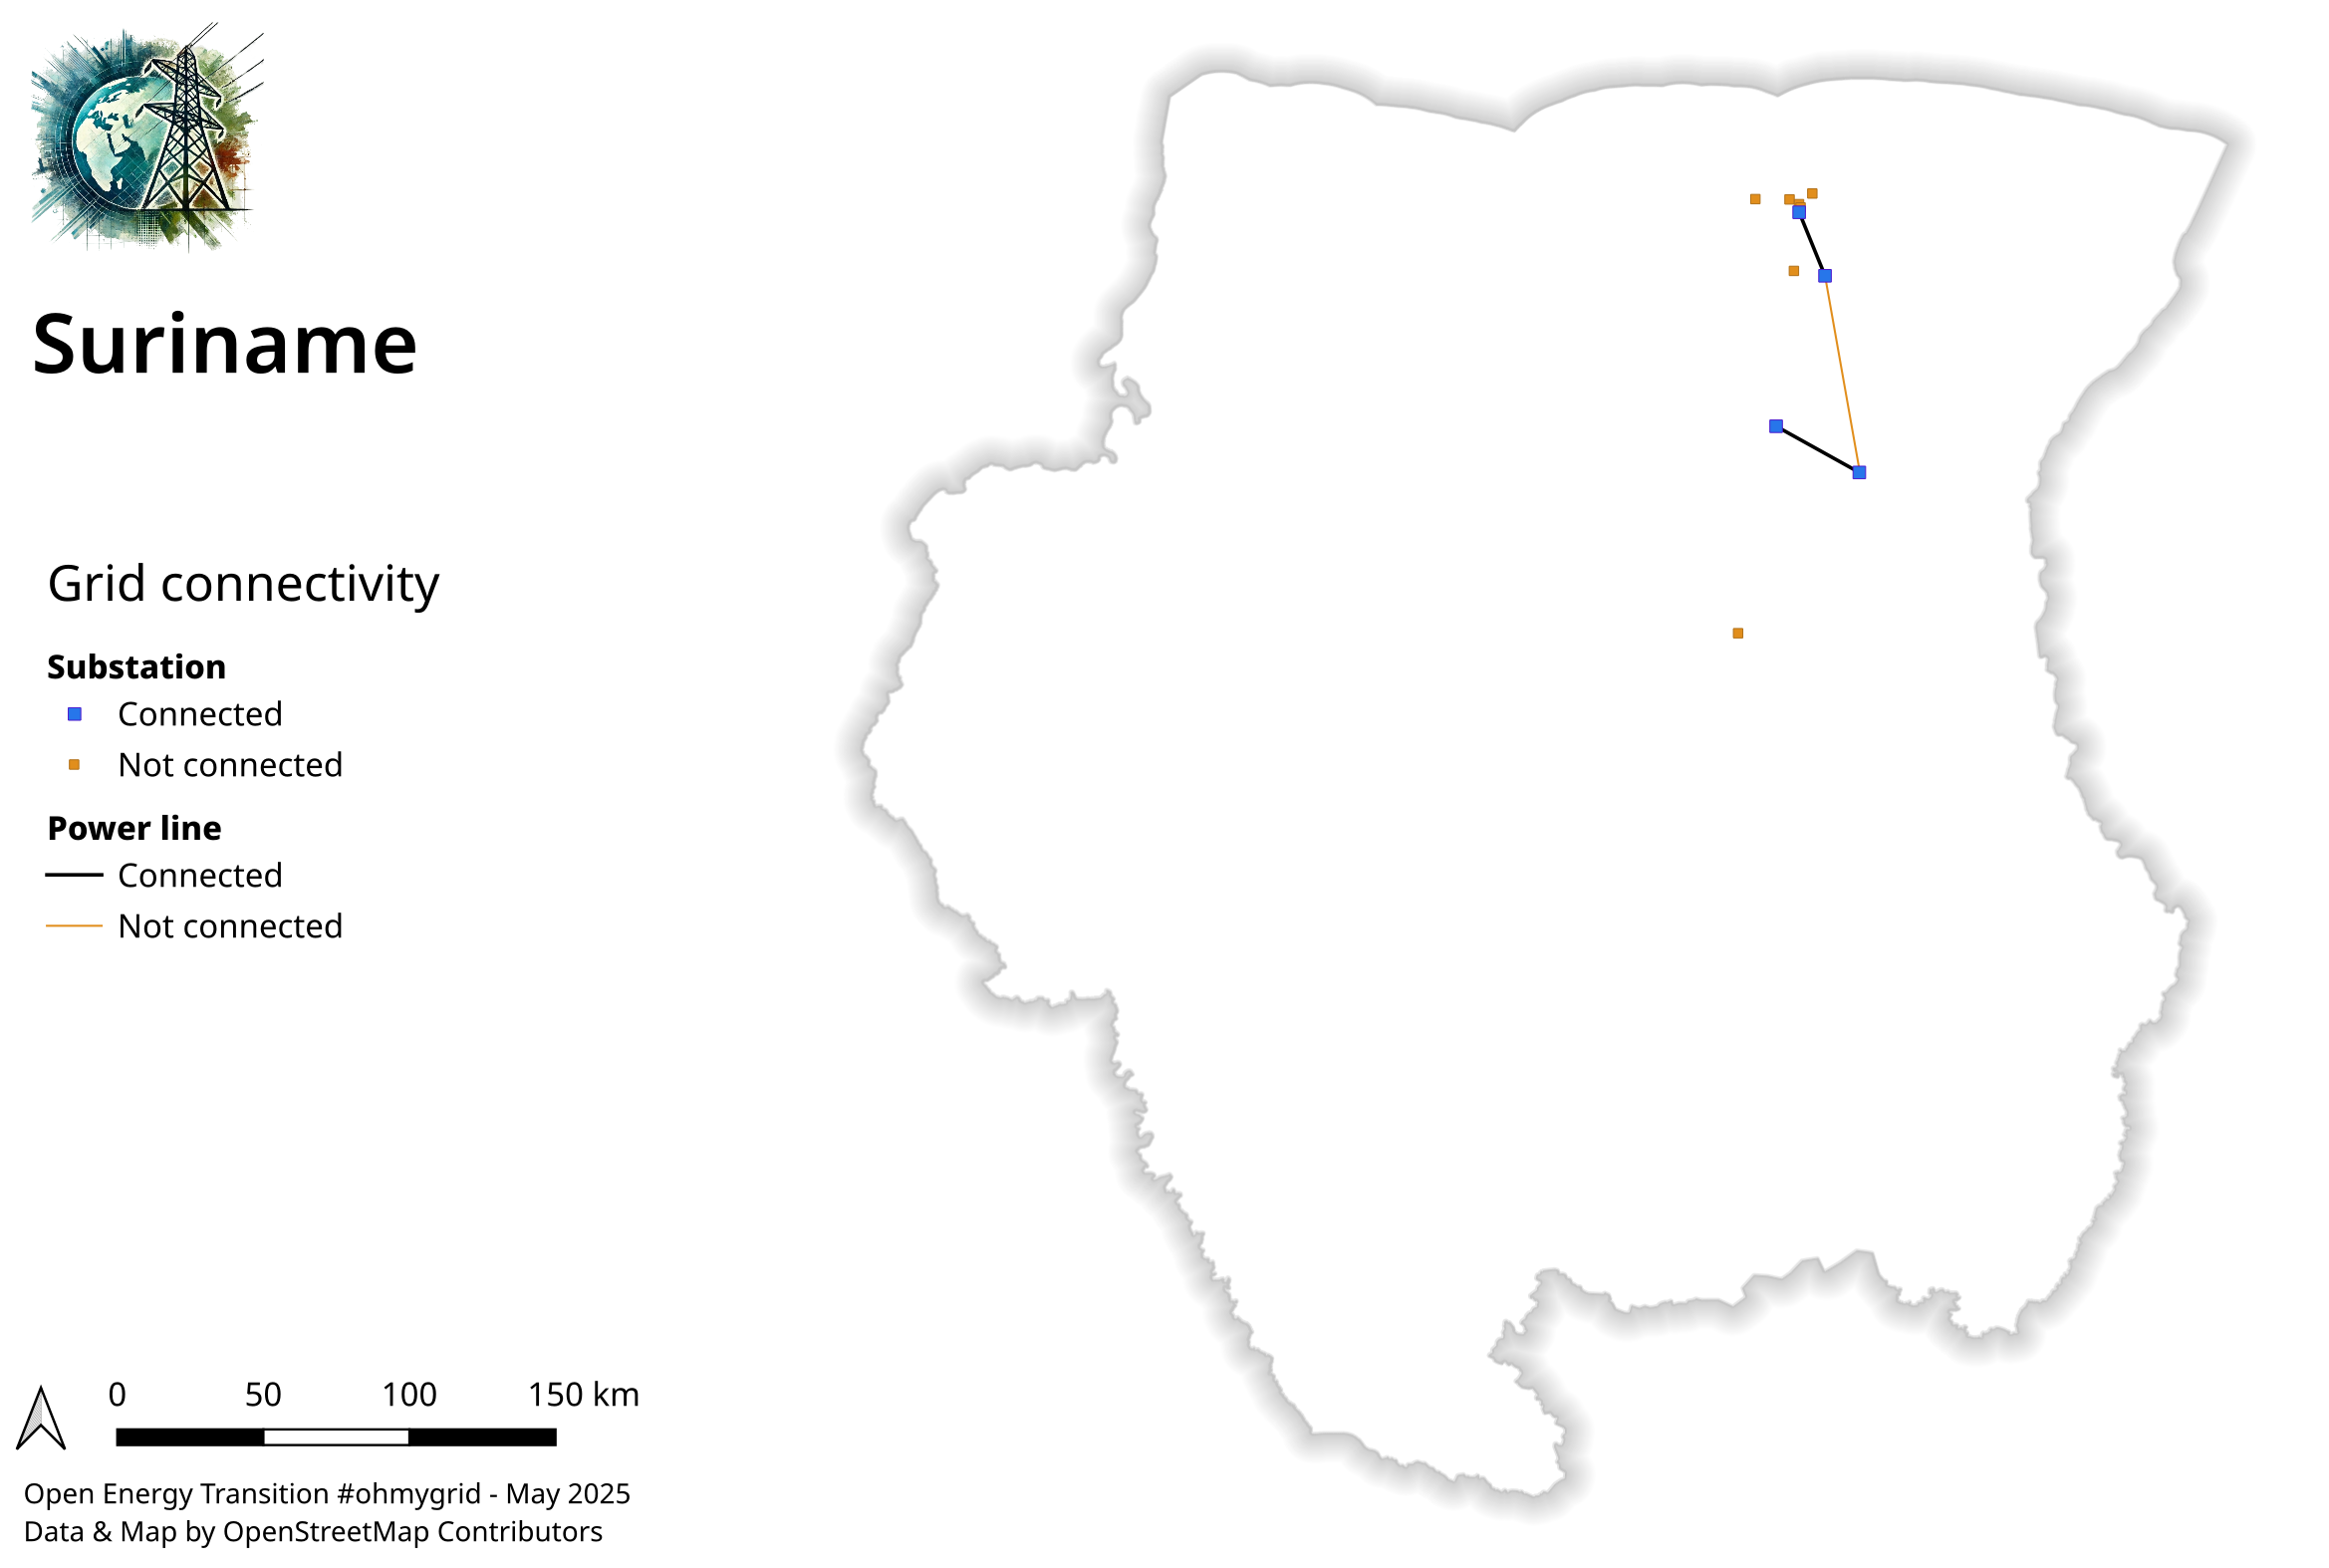 Suriname
Grid connectivity
Substation
Connected
Not connected
Power line
Connected
Not connected
0 50 100 150 km
Open Energy Transition #ohmygrid - May 2025
Data & Map by OpenStreetMap Contributors